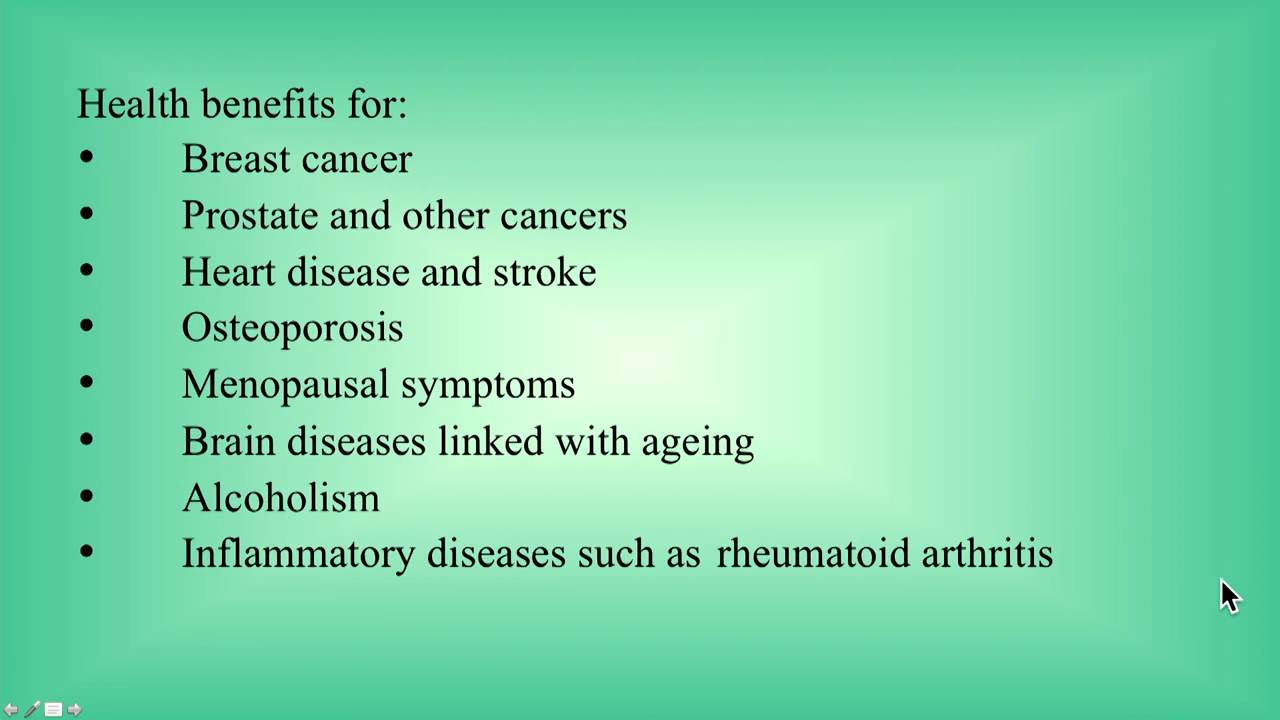 Health benefits for:
• Breast cancer
• Prostate and other cancers
• Heart disease and stroke
• Osteoporosis
• Menopausal symptoms
• Brain diseases linked with ageing
• Alcoholism
• Inflammatory diseases such as rheumatoid arthritis